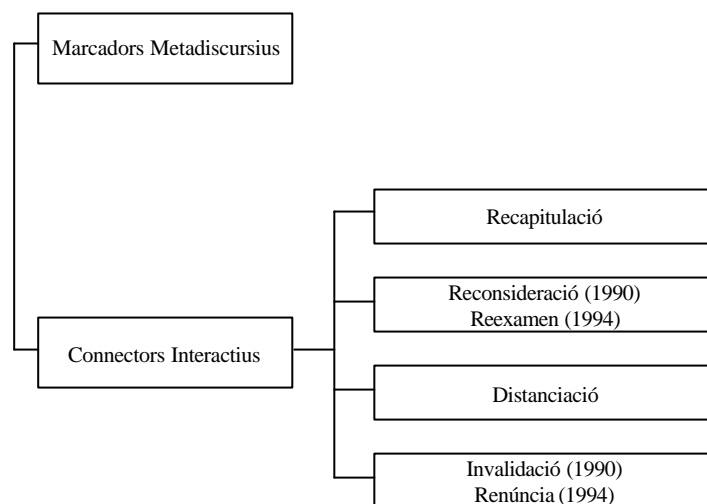 Marcadors Metadiscursius
Recapitulació
Reconsideració (1990)
Reexamen (1994)
Connectors Interactius
Distanciació
Invalidació (1990)
Renúncia (1994)